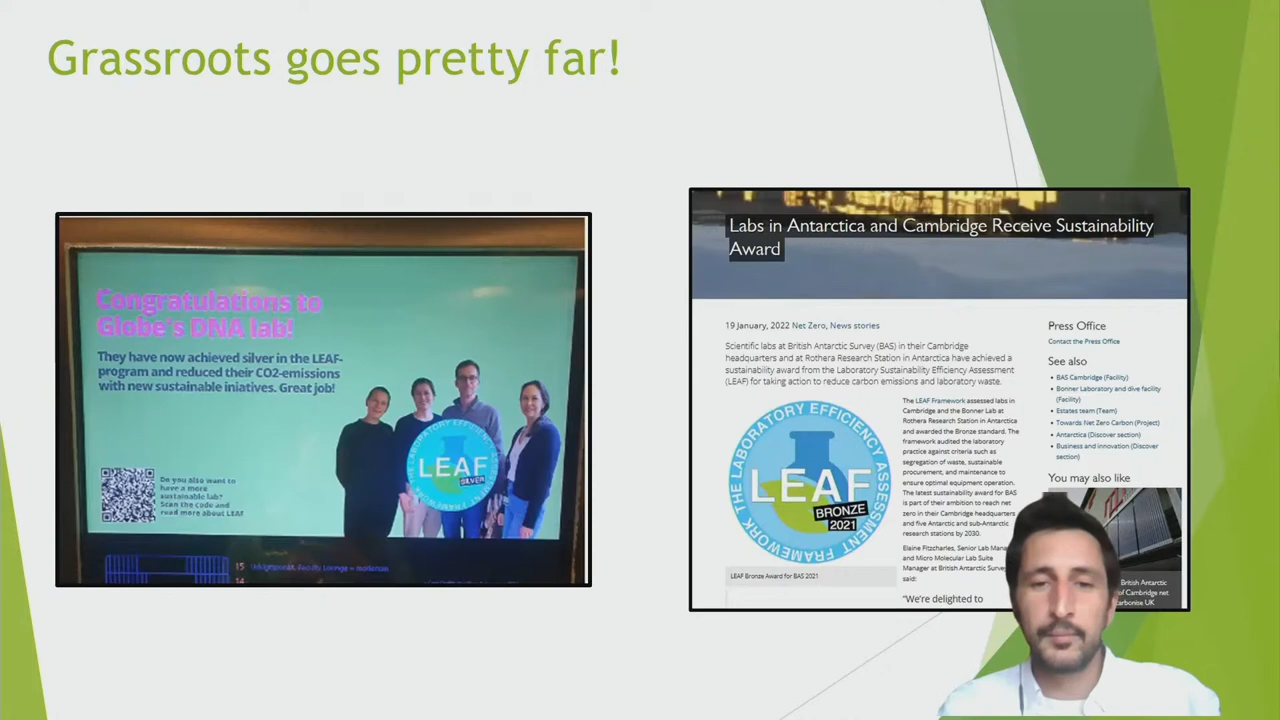 Grassroots goes pretty far!
Congratulations to
Globe's DNA lab!
They have now achieved silver in the LEAF-
program and reduced their CO2-emissions
with new sustainable iniatives. Great job!
Do you also want to
have a more
sustainable lab?
Scan the code and
read more about LEAF
LEAF
SILVER
15
14
Labs in Antarctica and Cambridge Receive Sustainability
Award
19 January, 2022 Net Zero, News stories
Scientific labs at British Antarctic Survey (BAS) in their Cambridge
headquarters and at Rothera Research Station in Antarctica have achieved a
sustainability award from the Laboratory Sustainability Efficiency Assessment
(LEAF) for taking action to reduce carbon emissions and laboratory waste.
THE LABORATORY EFFICIENCY ASSESSMENT FRAMEWORK
LEAF
BRONZE
2021
LEAF Bronze Award for BAS 2021
The LEAF Framework assessed labs in
Cambridge and the Bonner Lab at
Rothera Research Station in Antarctica
and awarded the Bronze standard. The
framework audited the laboratory
practice against criteria such as
segregation of waste, sustainable
procurement, and maintenance to
ensure optimal equipment operation.
The latest sustainability award for BAS
is part of their ambition to reach net
zero in their Cambridge headquarters
and five Antarctic and sub-Antarctic
research stations by 2030.
Elaine Fitzcharles, Senior Lab
and Micro Molecular Lab Suite
Manager at British Antarctic
said:
"We're delighted to
Press Office
Contact the Press Office
See also
BAS Cambridge (Facility)
Bonner Laboratory and dive facility
(Facility)
Estates team (Team)
Towards Net Zero Carbon (Project)
Antarctica (Discover section)
Business and innovation (Discover
section)
You may also like
British Antarctic
of Cambridge net
UK